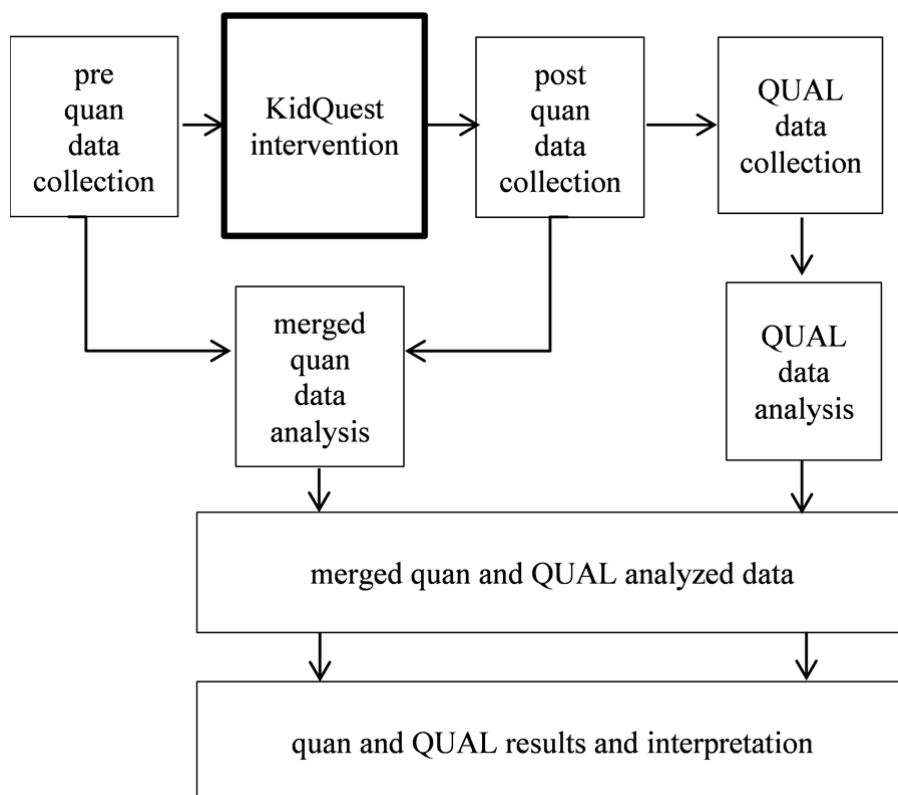 pre
quan
data
collection
KidQuest
intervention
post
quan
data
collection
QUAL
data
collection
merged
quan
data
analysis
QUAL
data
analysis
merged quan and QUAL analyzed data
quan and QUAL results and interpretation